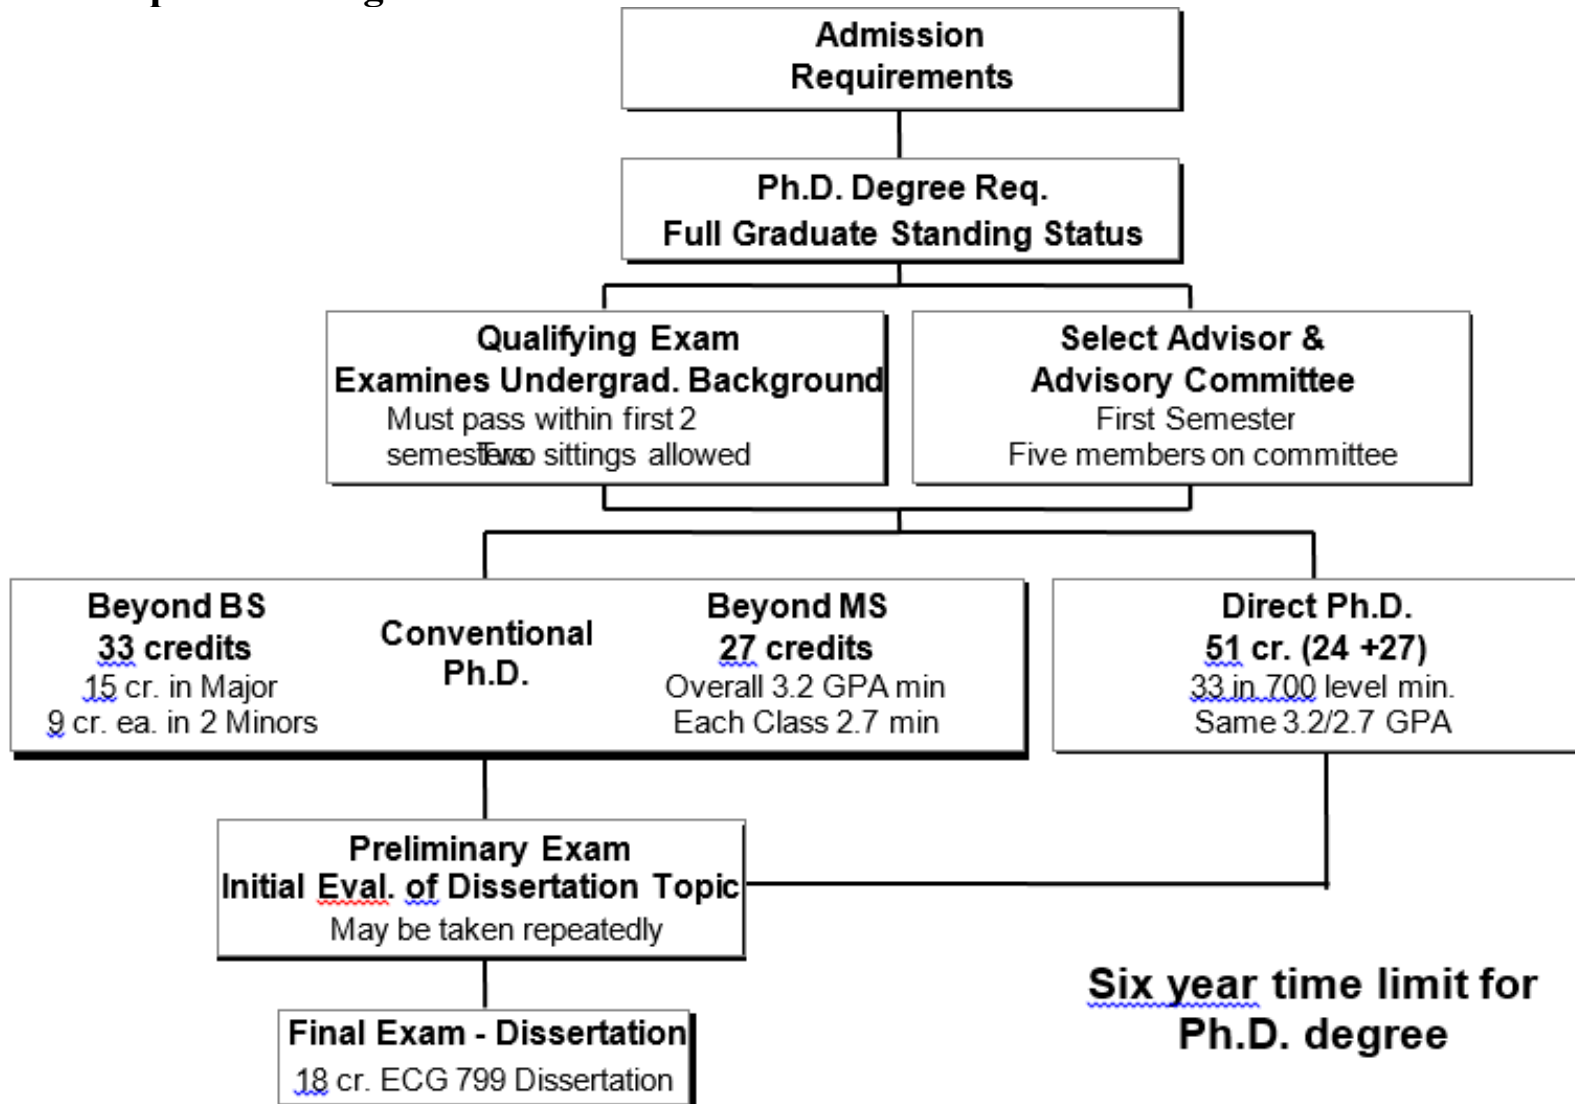 Admission
Requirements
Ph.D. Degree Req.
Full Graduate Standing Status
Qualifying Exam
Examines Undergrad. Background
Must pass within first 2
semesters
Two sittings allowed
Select Advisor &
Advisory Committee
First Semester
Five members on committee
Beyond BS
33 credits
15 cr. in Major
9 cr. ea. in 2 Minors
Conventional
Ph.D.
Beyond MS
27 credits
Overall 3.2 GPA min
Each Class 2.7 min
Direct Ph.D.
51 cr. (24 +27)
33 in 700 level min.
Same 3.2/2.7 GPA
Preliminary Exam
Initial Eval. of Dissertation Topic
May be taken repeatedly
Final Exam - Dissertation
18 cr. ECG 799 Dissertation
Six year time limit for
Ph.D. degree